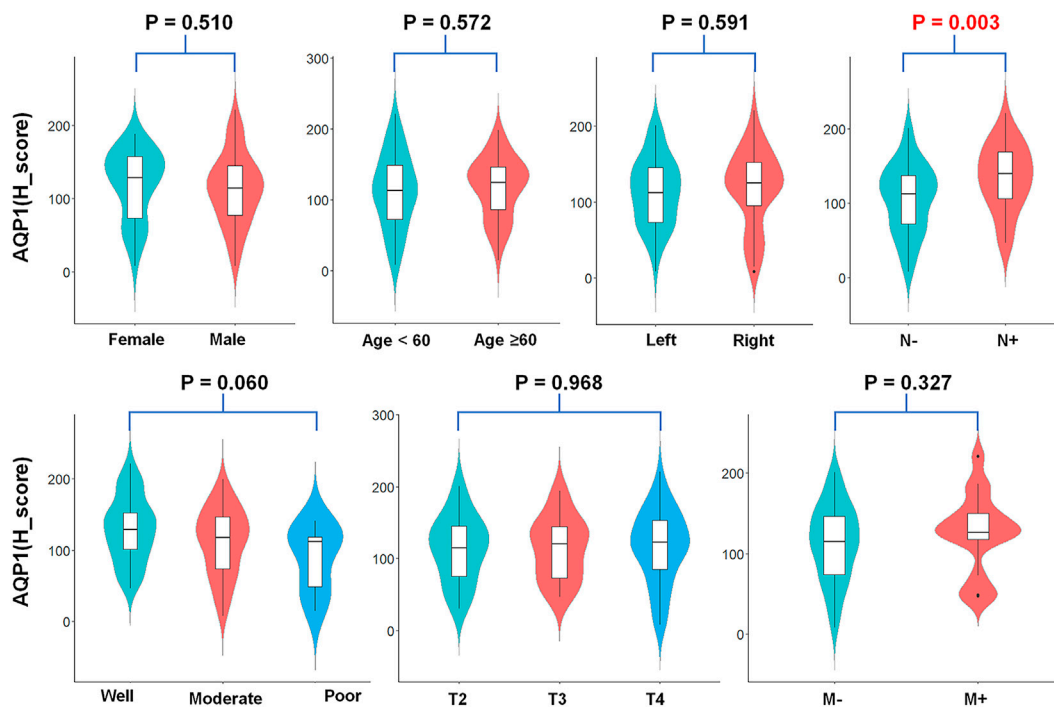 P = 0.510
P = 0.572
P = 0.591
P = 0.003
AQP1(H_score)
200
100
0
Female
Male
300
200
100
0
Age < 60
Age ≥60
200
100
0
Left
Right
200
100
0
N-
N+
P = 0.060
P = 0.968
P = 0.327
AQP1(H_score)
200
100
0
Well
Moderate
Poor
300
200
100
0
T2
T3
T4
200
100
0
M-
M+